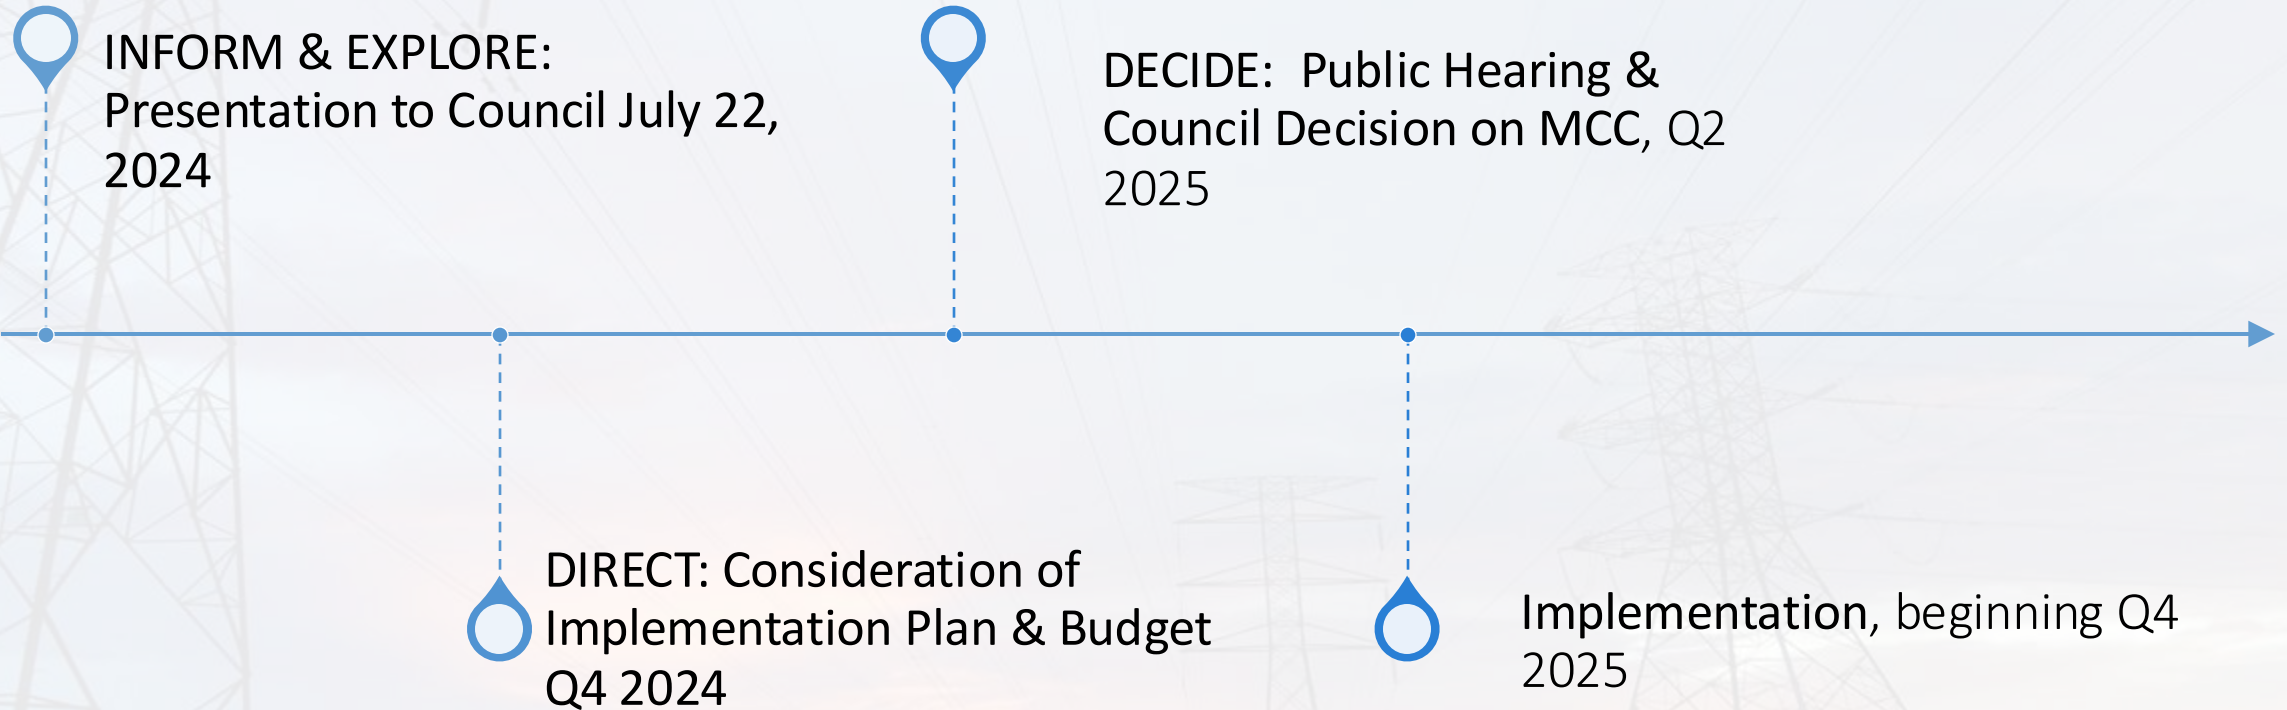 INFORM & EXPLORE:
Presentation to Council July 22,
2024
DECIDE:  Public Hearing &
Council Decision on MCC, Q2
2025
DIRECT: Consideration of
Implementation Plan & Budget
Q4 2024
Implementation, beginning Q4
2025